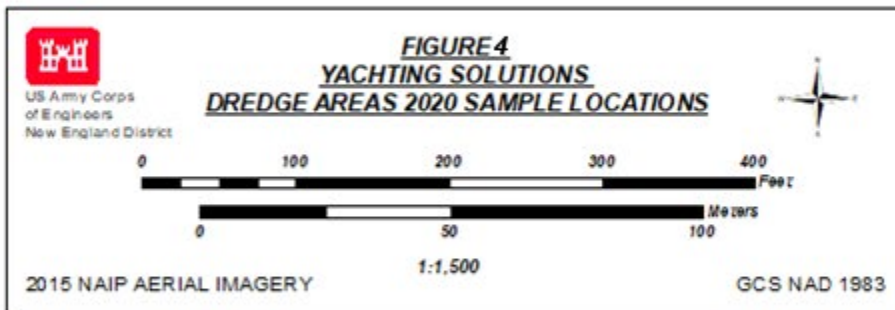 FIGURE 4
YACHTING SOLUTIONS
DREDGE AREAS 2020 SAMPLE LOCATIONS
US Army Corps
of Engineers
New England District
0 100 200 300 400
Feet
Meters
0 50 100
1:1,500
2015 NAIP AERIAL IMAGERY GCS NAD 1983